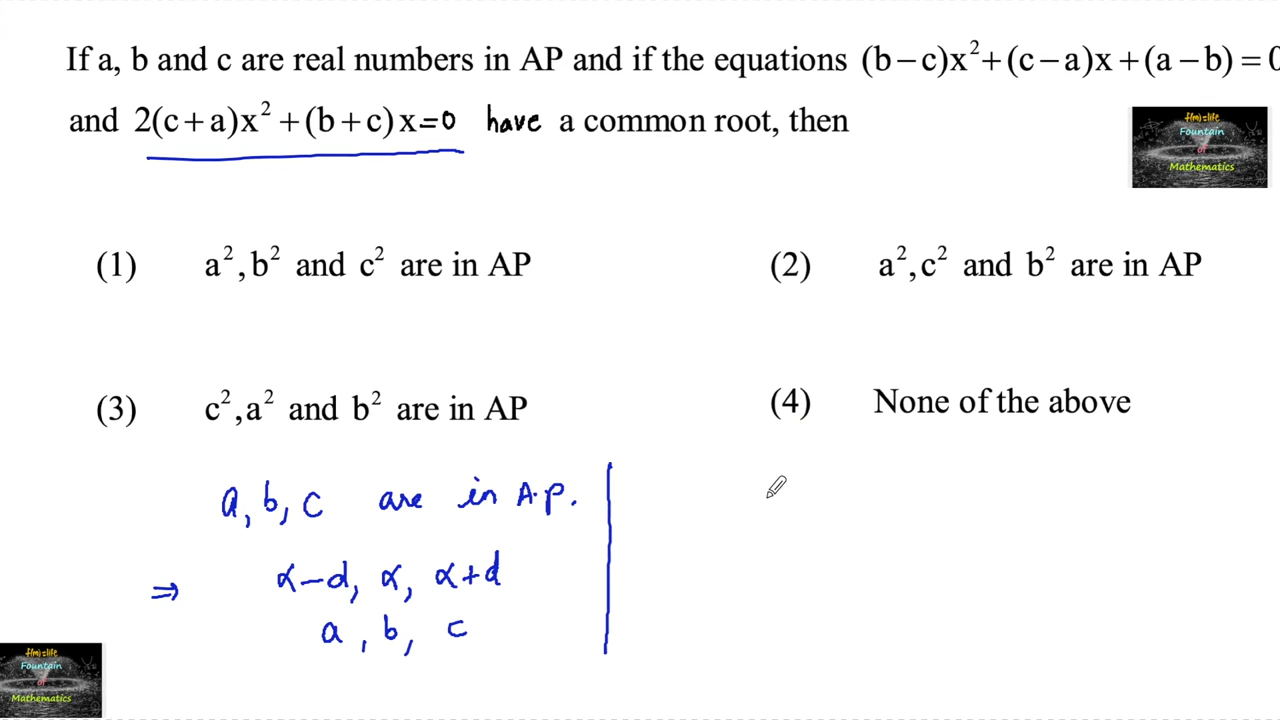 If a, b and c are real numbers in AP and if the equations (b−c)x²+(c−a)x+(a−b)=0
and 2(c+a)x²+(b+c)x=0 have a common root, then
f(m)=life
Fountain
of
Mathematics
(1) a²,b² and c² are in AP
(2) a²,c² and b² are in AP
(3) c²,a² and b² are in AP
(4) None of the above
a, b, c are in A.P.
⇒ α−d, α, α+d
a, b, c
f(m)=life
Fountain
of
Mathematics